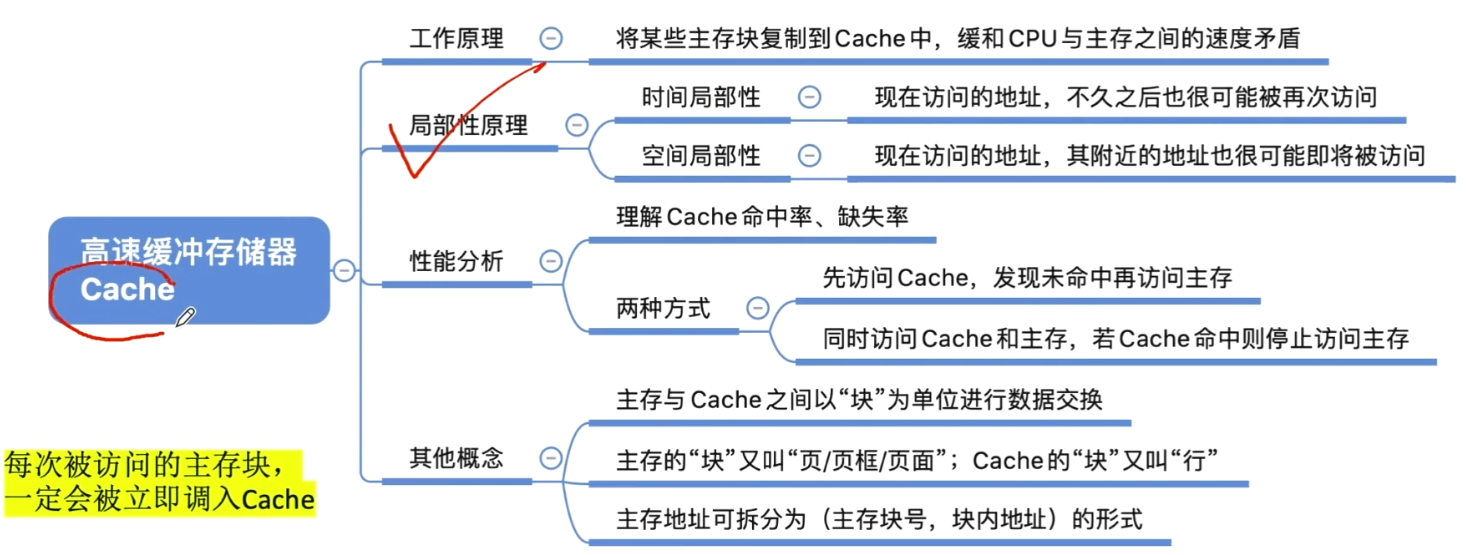 工作原理
将某些主存块复制到Cache中，缓和CPU与主存之间的速度矛盾
局部性原理
时间局部性
现在访问的地址，不久之后也很可能被再次访问
空间局部性
现在访问的地址，其附近的地址也很可能即将被访问
高速缓冲存储器
Cache
性能分析
理解Cache命中率、缺失率
两种方式
先访问Cache，发现未命中再访问主存
同时访问Cache和主存，若Cache命中则停止访问主存
其他概念
主存与Cache之间以“块”为单位进行数据交换
主存的“块”又叫“页/页框/页面”；Cache的“块”又叫“行”
主存地址可拆分为（主存块号，块内地址）的形式
每次被访问的主存块，
一定会被立即调入Cache